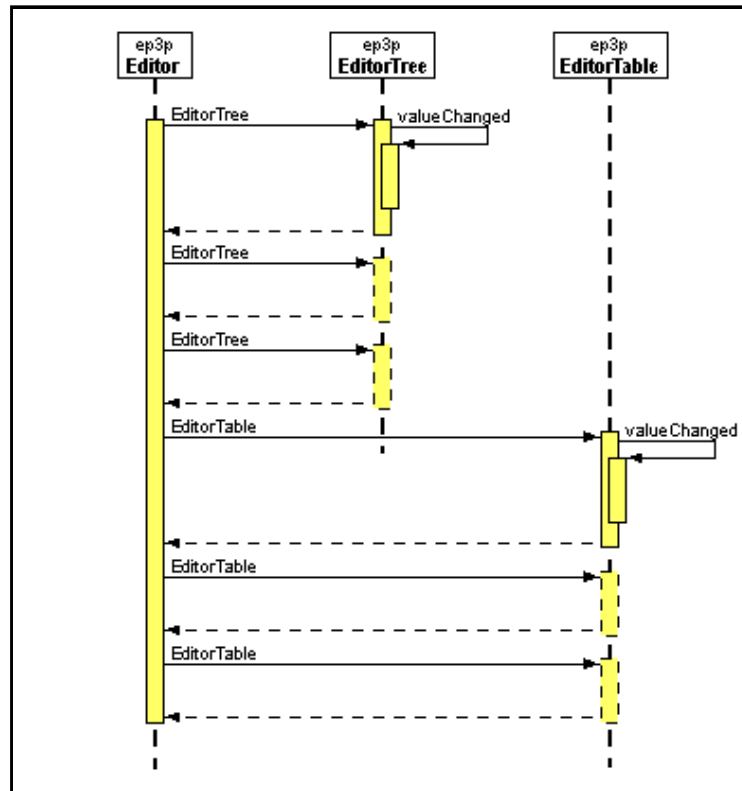 ep3p
Editor
ep3p
EditorTree
ep3p
EditorTable
EditorTree
valueChanged
EditorTree
EditorTree
EditorTable
valueChanged
EditorTable
EditorTable